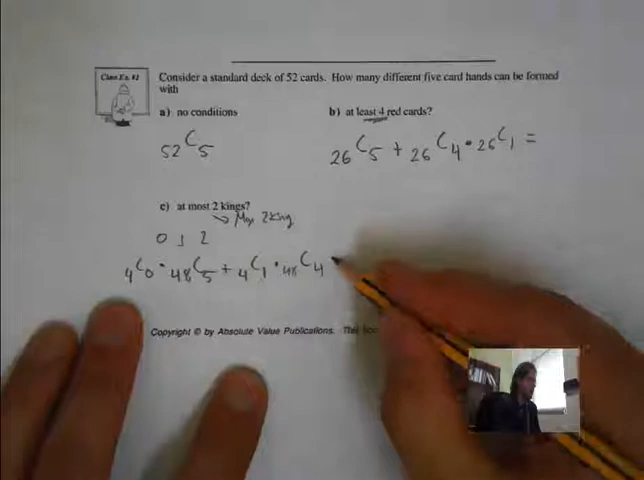 Class Ex. #2
Consider a standard deck of 52 cards. How many different five card hands can be formed
with
a) no conditions
b) at least 4 red cards?
52C5
26C5 + 26C4 • 26C1 =
c) at most 2 kings?
→ Max 2 king
0 1 2
4C0 • 48C5 + 4C1 • 48C4
Copyright © by Absolute Value Publications. This